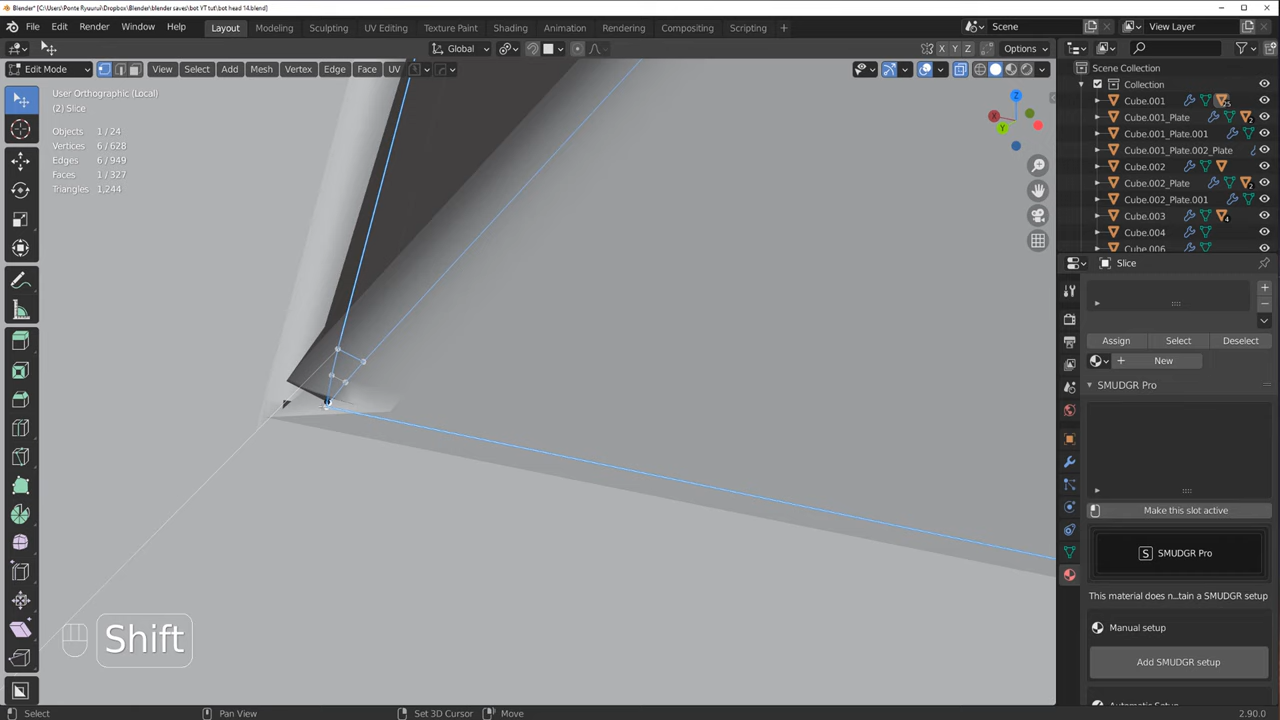 Blender* [C:\Users\Ponte Ryuurui\Dropbox\blender saves\bot YT tut\bot head 14.blend]
File Edit Render Window Help Layout Modeling Sculpting UV Editing Texture Paint Shading Animation Rendering Compositing Scripting + Scene View Layer
Global X Y Z Options
Edit Mode View Select Add Mesh Vertex Edge Face UV
User Orthographic (Local)
(2) Slice
Objects 1 / 24
Vertices 6 / 628
Edges 6 / 949
Faces 1 / 327
Triangles 1,244
Z
X
Y
Shift
Scene Collection
Collection
Cube.001
Cube.001_Plate
Cube.001_Plate.001
Cube.001_Plate.002_Plate
Cube.002
Cube.002_Plate
Cube.002_Plate.001
Cube.003
Cube.004
Cube.006
Slice
Assign Select Deselect
New
SMUDGR Pro
Make this slot active
S SMUDGR Pro
This material does n...tain a SMUDGR setup
Manual setup
Add SMUDGR setup
Select Pan View Set 3D Cursor Move 2.90.0